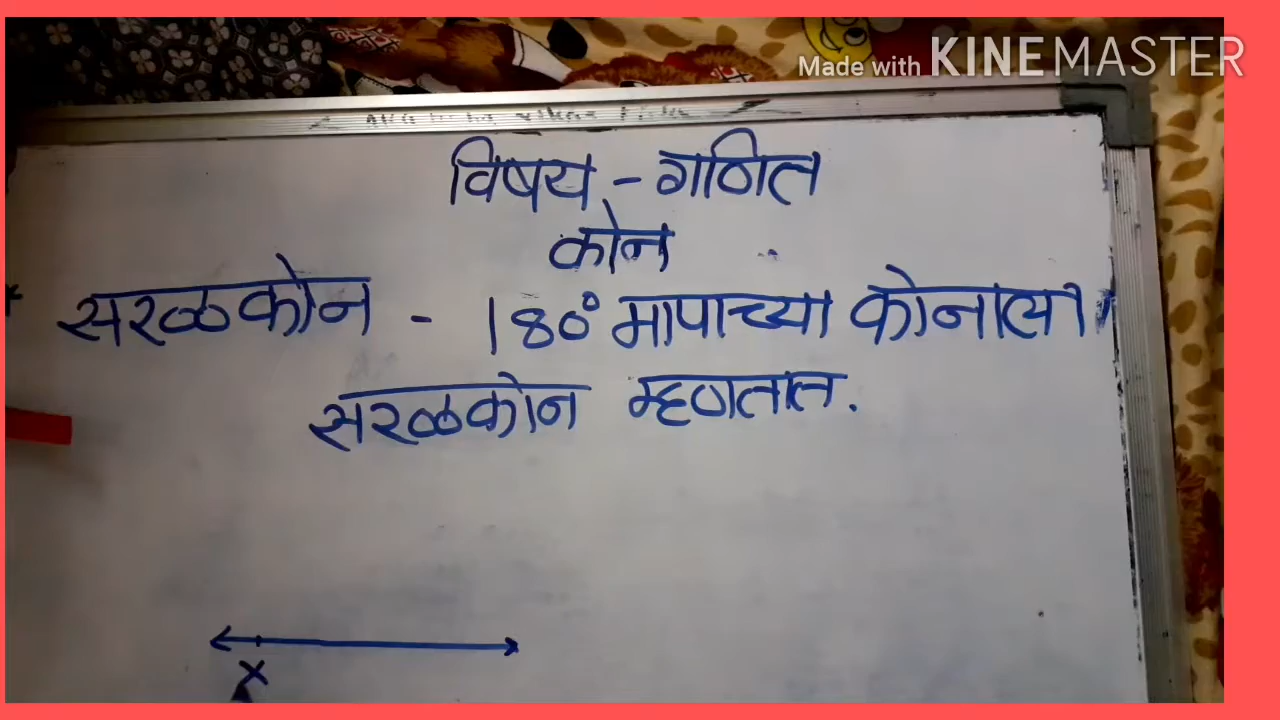 Made with KINEMASTER
विषय - गणित
कोन
सरळकोन - 180° मापाच्या कोनाला
सरळकोन म्हणतात.
X